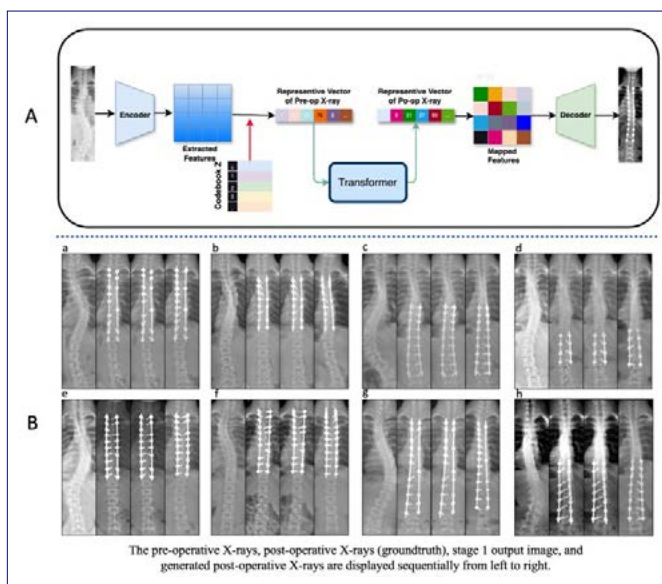 A
Encoder
Extracted
Features
Codebook Z
Representive Vector
of Pre-op X-ray
Transformer
Representive Vector
of Po-op X-ray
Mapped
Features
Decoder
B
a
b
c
d
e
f
g
h
The pre-operative X-rays, post-operative X-rays (groundtruth), stage 1 output image, and
generated post-operative X-rays are displayed sequentially from left to right.